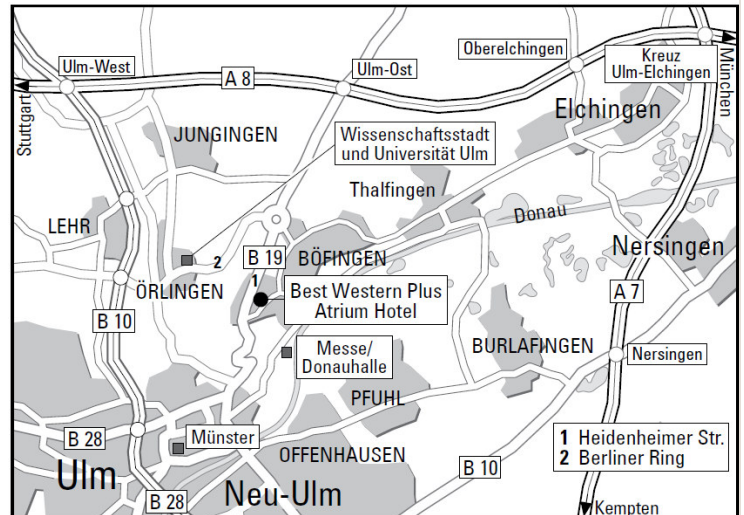 Oberelchingen
Kreuz
Ulm-Elchingen
Ulm-West
Ulm-Ost
A 8
Stuttgart
München
Elchingen
JUNGINGEN
Wissenschaftsstadt
und Universität Ulm
Thalfingen
Donau
LEHR
2
B 19
BÖFINGEN
Nersingen
1
ÖRLINGEN
Best Western Plus
Atrium Hotel
A 7
B 10
Messe/
Donauhalle
BURLAFINGEN
Nersingen
PFUHL
B 28
Münster
OFFENHAUSEN
1 Heidenheimer Str.
2 Berliner Ring
B 10
Ulm
B 28
Neu-Ulm
Kempten